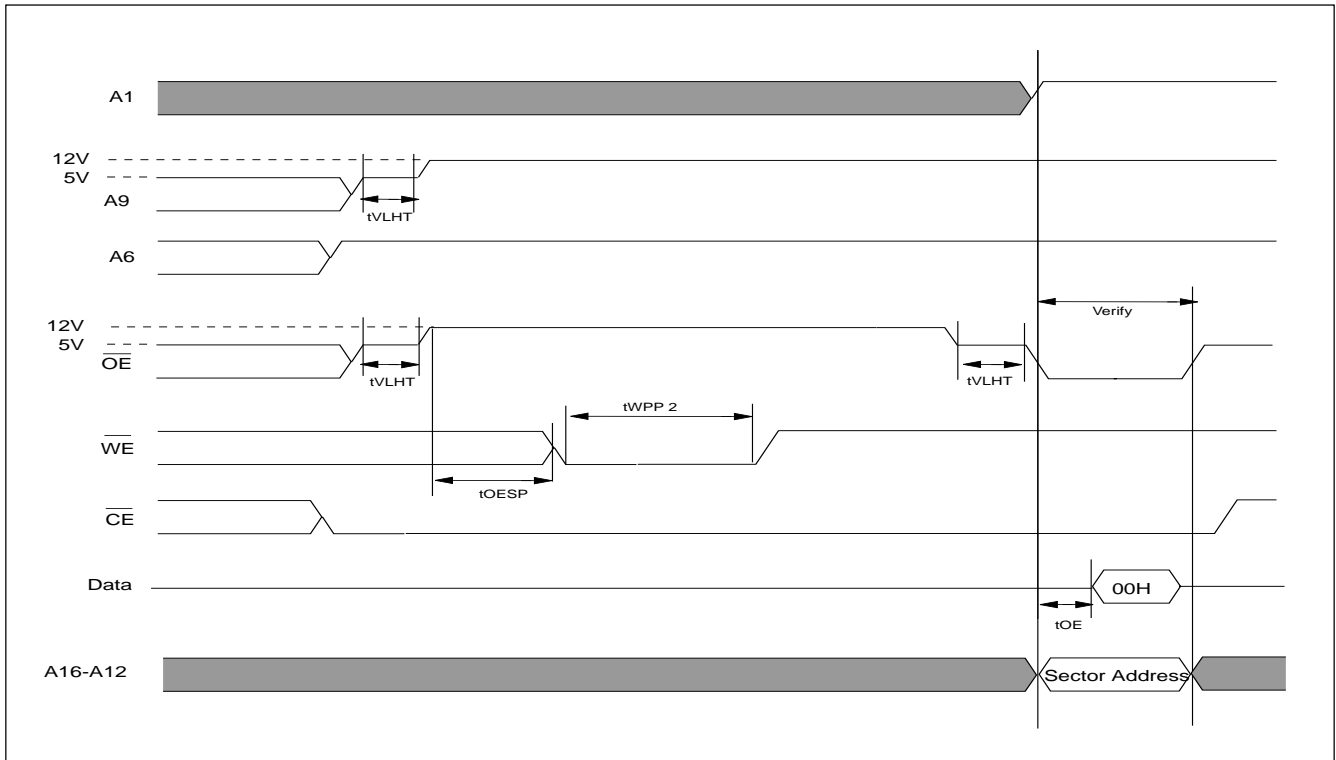 A1
12V
5V
A9
tVLHT
A6
12V
5V
OE
tVLHT
tVLHT
Verify
tWPP 2
WE
tOESP
CE
Data
00H
tOE
A16-A12
Sector Address